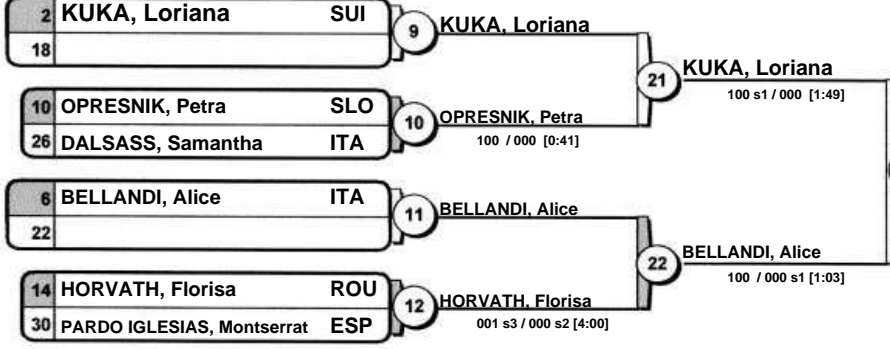 2 KUKA, Loriana SUI
18
9
KUKA, Loriana
10 OPRESNIK, Petra SLO
26 DALSASS, Samantha ITA
10
OPRESNIK, Petra
100 / 000 [0:41]
21
KUKA, Loriana
100 s1 / 000 [1:49]
6 BELLANDI, Alice ITA
22
11
BELLANDI, Alice
14 HORVATH, Florisa ROU
30 PARDO IGLESIAS, Montserrat ESP
12
HORVATH, Florisa
001 s3 / 000 s2 [4:00]
22
BELLANDI, Alice
100 / 000 s1 [1:03]